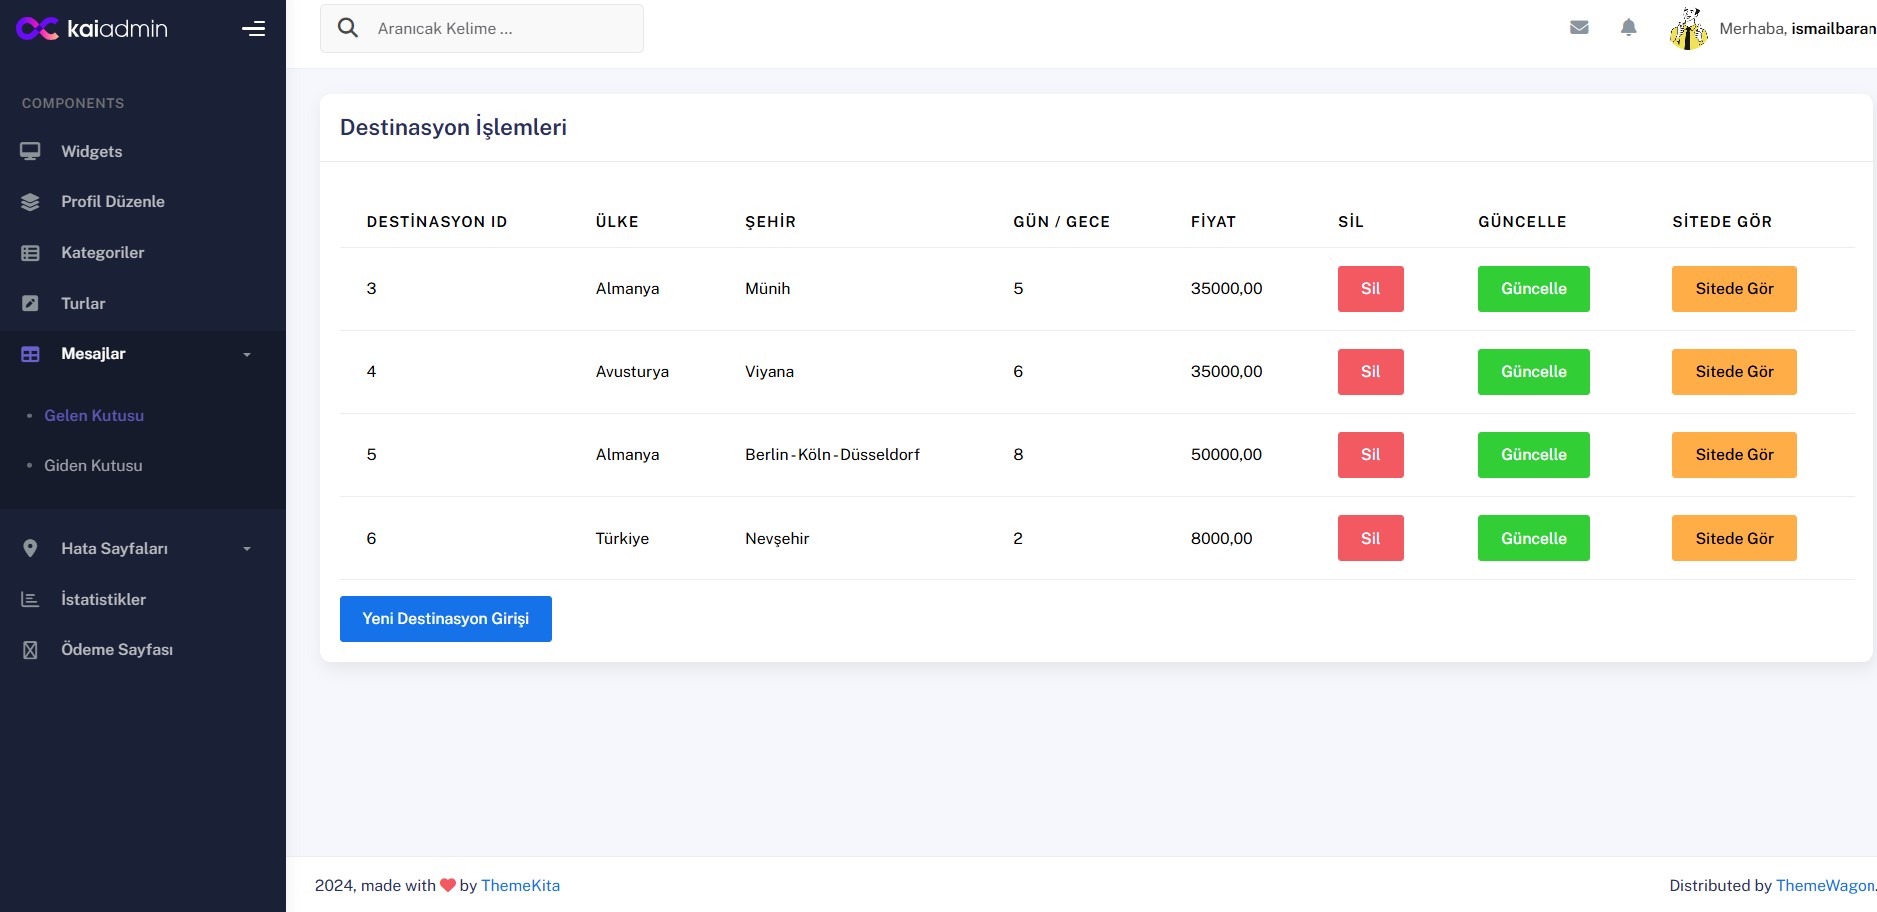 kaiadmin
Aranıcak Kelime ...
Merhaba, ismailbaran
COMPONENTS
Widgets
Profil Düzenle
Kategoriler
Turlar
Mesajlar
Gelen Kutusu
Giden Kutusu
Hata Sayfaları
İstatistikler
Ödeme Sayfası
Destinasyon İşlemleri
DESTİNASYON ID ÜLKE ŞEHİR GÜN / GECE FİYAT SİL GÜNCELLE SİTEDE GÖR
3 Almanya Münih 5 35000,00 Sil Güncelle Sitede Gör
4 Avusturya Viyana 6 35000,00 Sil Güncelle Sitede Gör
5 Almanya Berlin-Köln-Düsseldorf 8 50000,00 Sil Güncelle Sitede Gör
6 Türkiye Nevşehir 2 8000,00 Sil Güncelle Sitede Gör
Yeni Destinasyon Girişi
2024, made with ❤ by ThemeKita
Distributed by ThemeWagon.